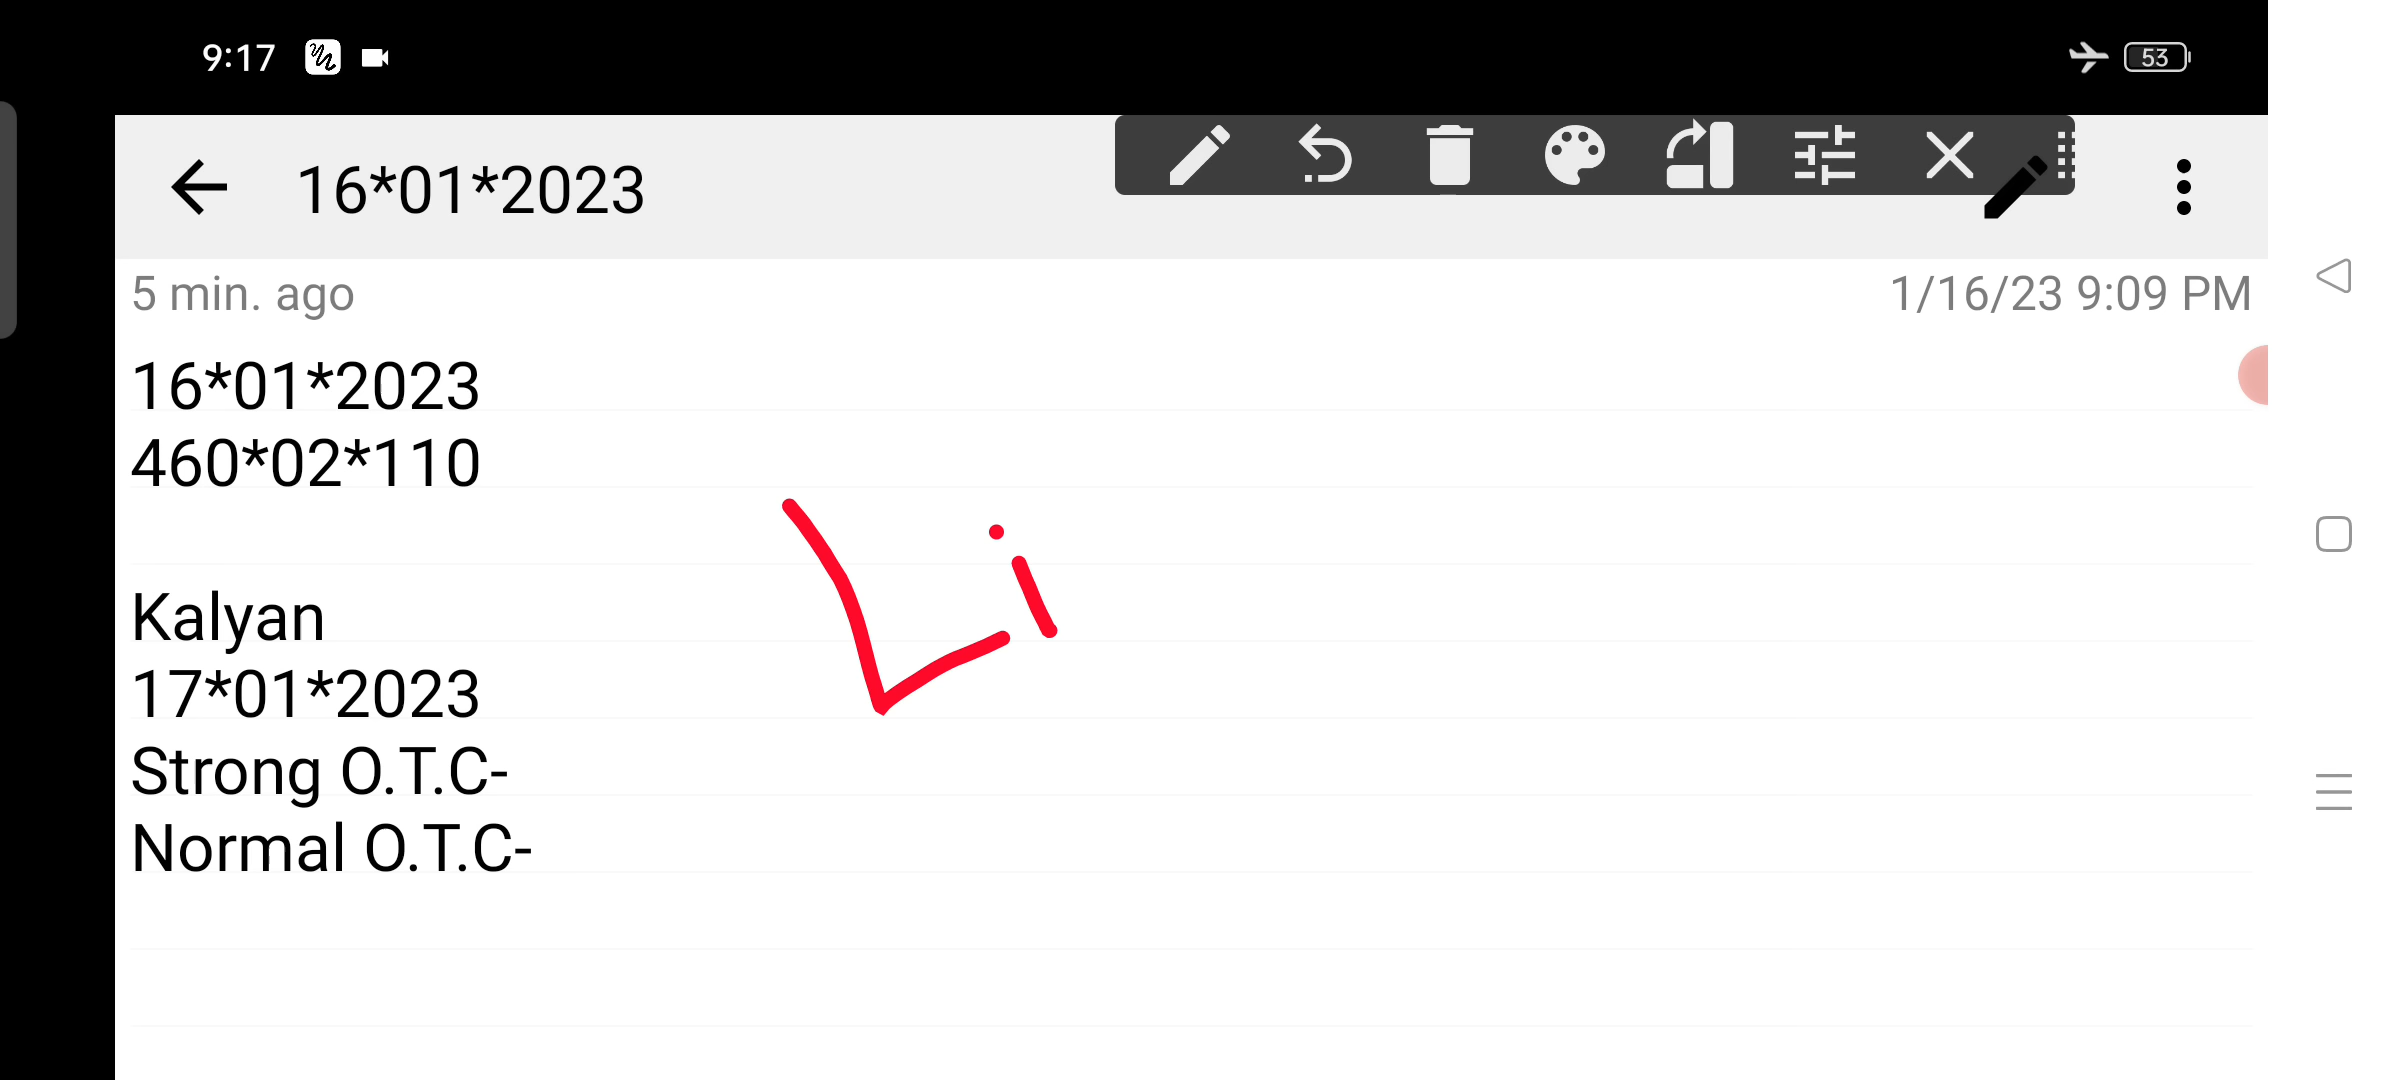 9:17
53
16*01*2023
5 min. ago
1/16/23 9:09 PM
16*01*2023
460*02*110
Li
Kalyan
17*01*2023
Strong O.T.C-
Normal O.T.C-